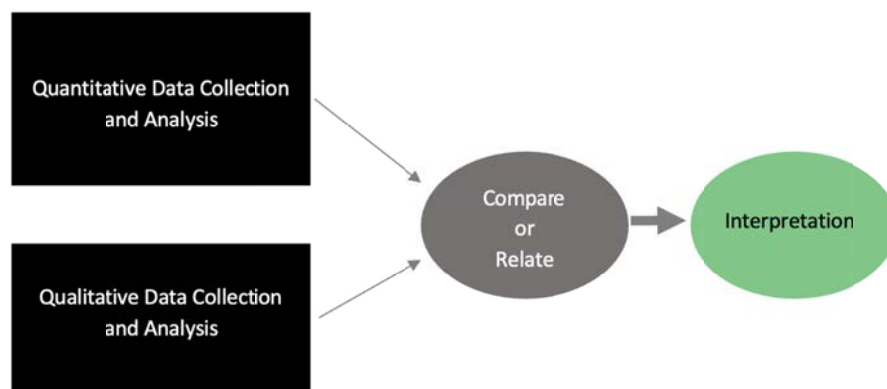 Quantitative Data Collection
and Analysis
Qualitative Data Collection
and Analysis
Compare
or
Relate
Interpretation